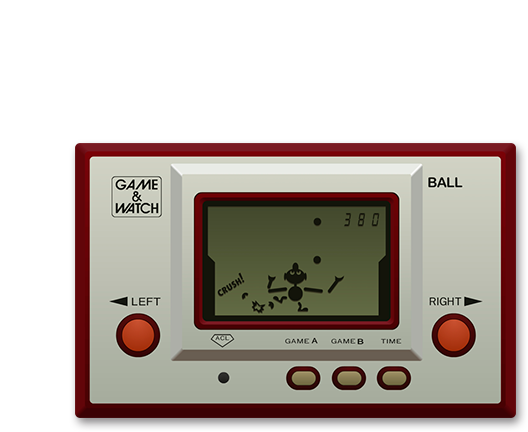 GAME
&
WATCH
BALL
380
CRUSH!
◀ LEFT
RIGHT ▶
ACL
GAME A GAME B TIME